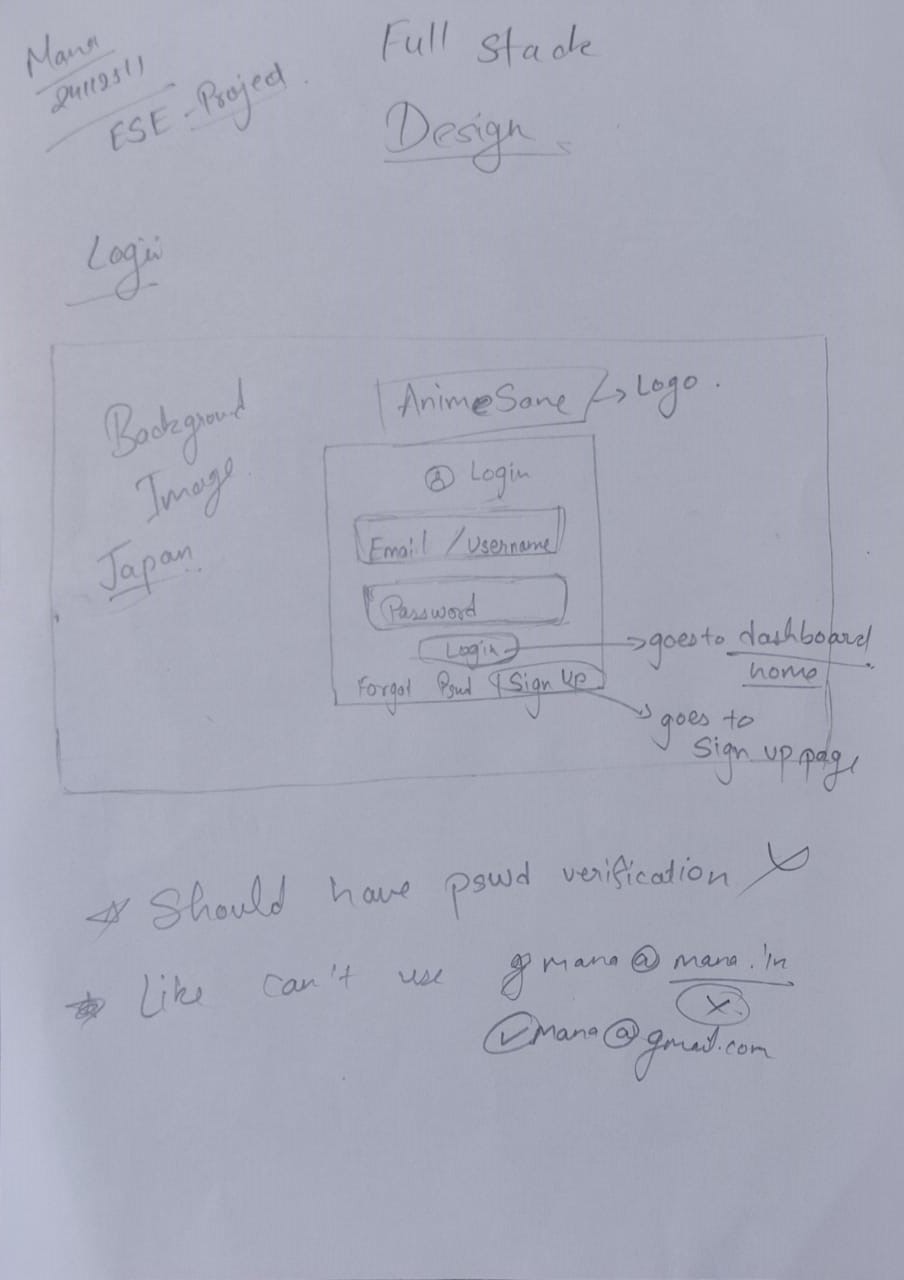 Mana
24112311
ESE - Project.
Full Stack
Design
Login
Background
Image
Japan
AnimeSane → Logo.
Login
Email / Username
Password
Login → goes to dashboard
home
Forgot Pswd | Sign Up
→ goes to
Sign up page
☆ Should have pswd verification
☆ Like can't use mana@mana.in
X
✓ mana@gmail.com